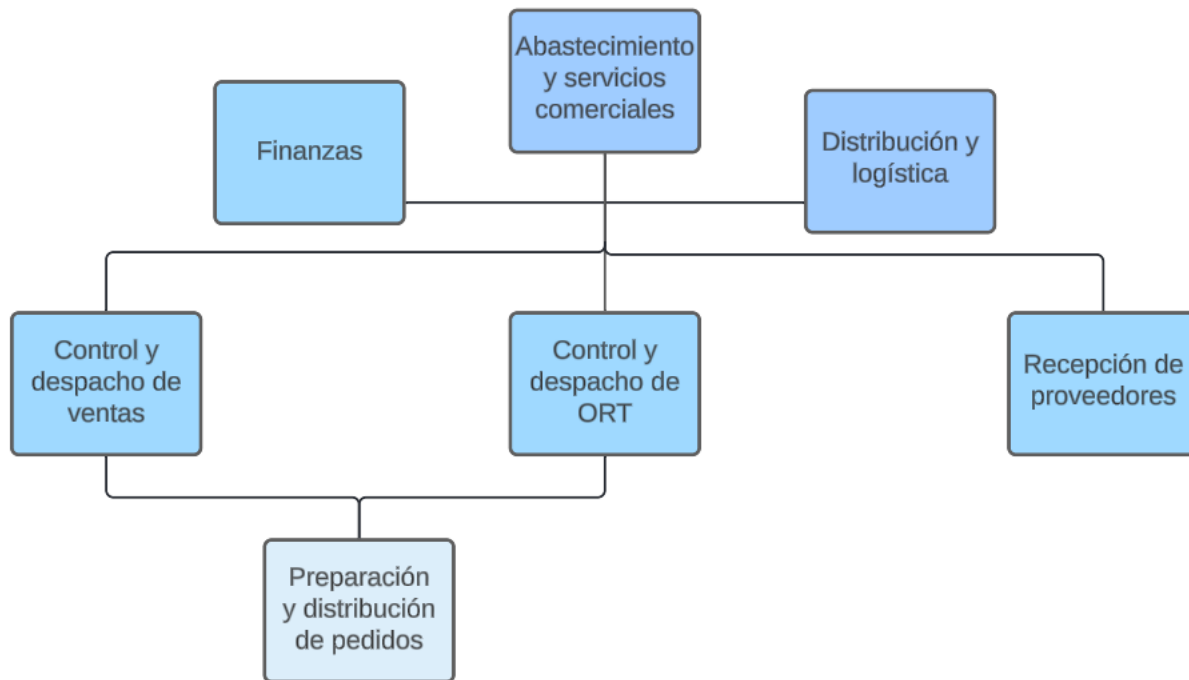 Abastecimiento
y servicios
comerciales
Finanzas
Distribución y
logística
Control y
despacho de
ventas
Control y
despacho de
ORT
Recepción de
proveedores
Preparación
y distribución
de pedidos